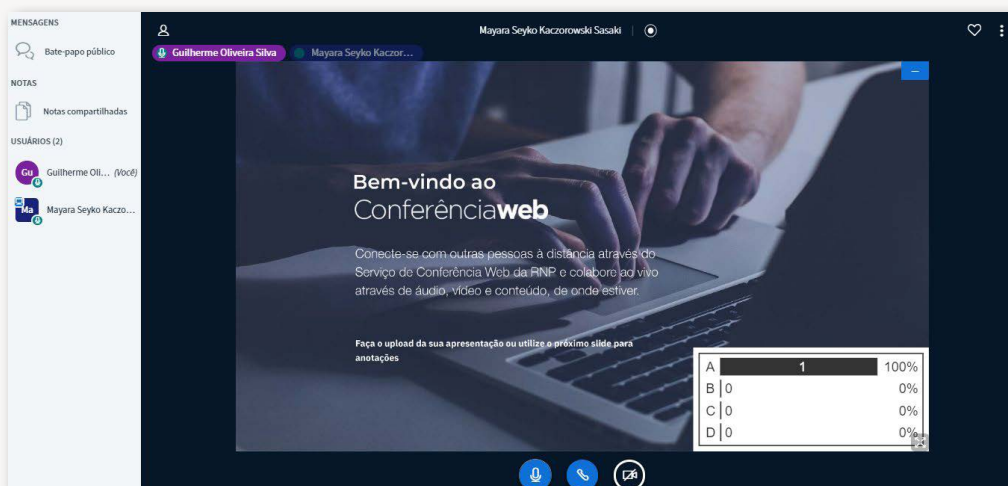 MENSAGENS
Bate-papo público
NOTAS
Notas compartilhadas
USUÁRIOS (2)
Gu
Guilherme Oli... (Você)
Ma
Mayara Seyko Kaczo...
Mayara Seyko Kaczorowski Sasaki
Guilherme Oliveira Silva
Mayara Seyko Kaczor...
Bem-vindo ao
Conferênciaweb
Conecte-se com outras pessoas à distância através do
Serviço de Conferência Web da RNP e colabore ao vivo
através de áudio, vídeo e conteúdo, de onde estiver.
Faça o upload da sua apresentação ou utilize o próximo slide para
anotações
A 1 100%
B 0 0%
C 0 0%
D 0 0%